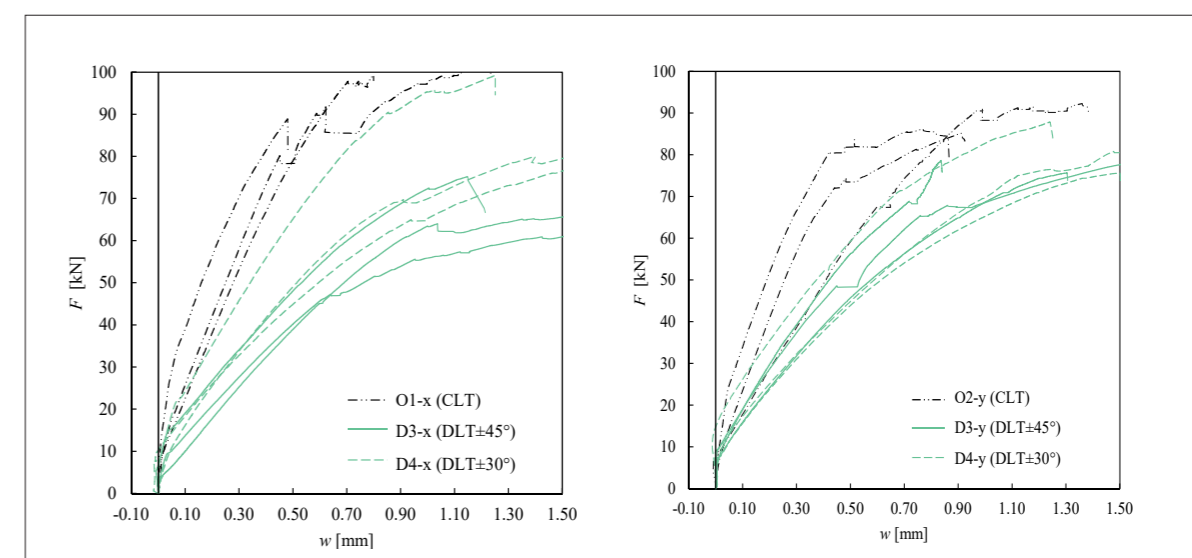 100
90
80
70
60
50
40
30
20
10
0
F [kN]
-0.10 0.10 0.30 0.50 0.70 0.90 1.10 1.30 1.50
w [mm]
O1-x (CLT)
D3-x (DLT±45°)
D4-x (DLT±30°)
100
90
80
70
60
50
40
30
20
10
0
F [kN]
-0.10 0.10 0.30 0.50 0.70 0.90 1.10 1.30 1.50
w [mm]
O2-y (CLT)
D3-y (DLT±45°)
D4-y (DLT±30°)